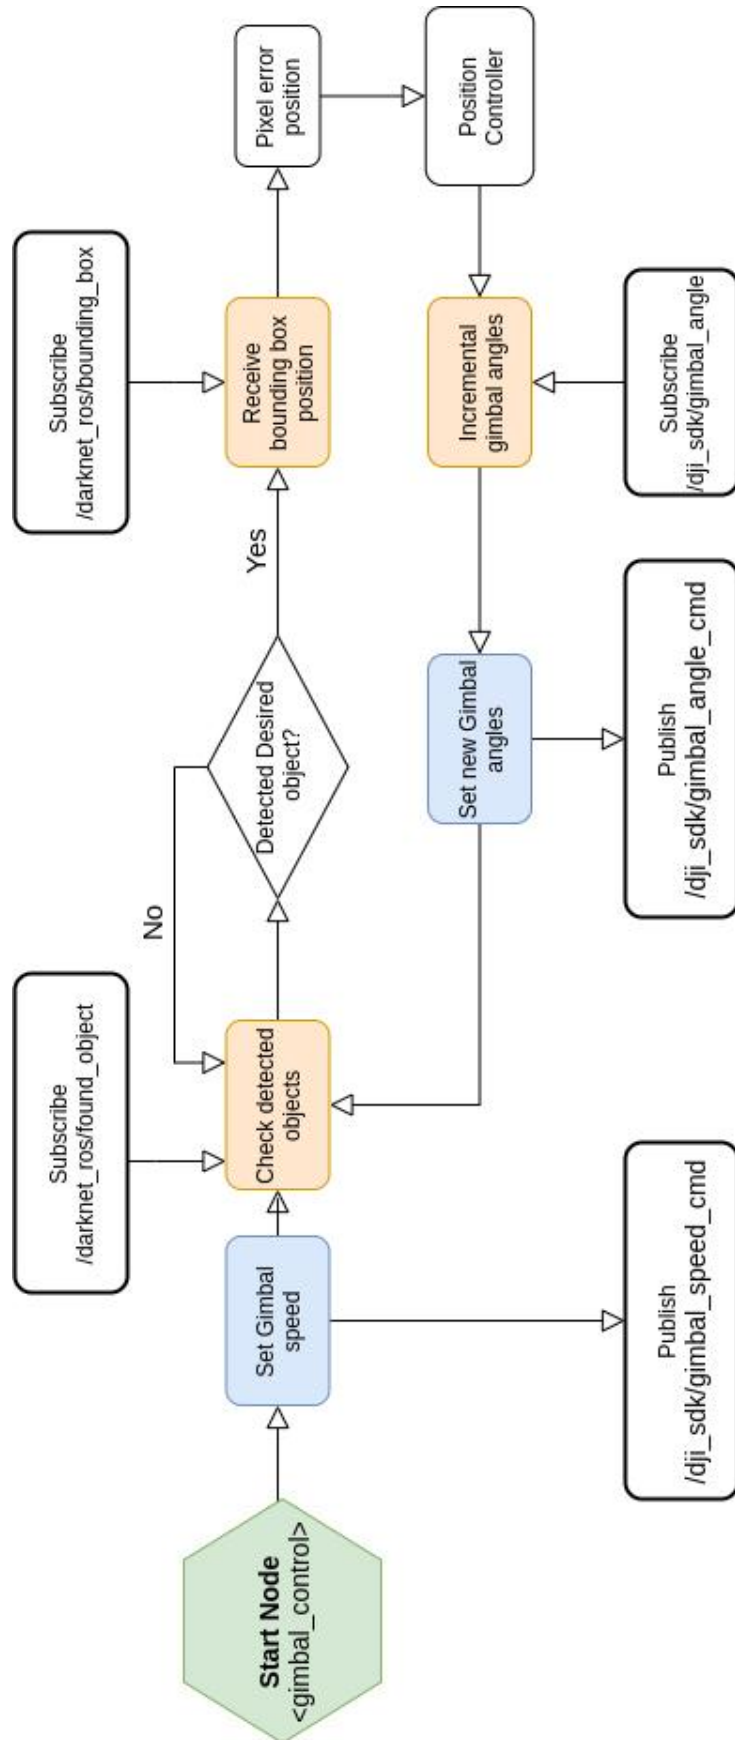 Start Node
<gimbal_control>
Set Gimbal
speed
Publish
/dji_sdk/gimbal_speed_cmd
Subscribe
/darknet_ros/found_object
Check detected
objects
No
Detected Desired
object?
Yes
Subscribe
/darknet_ros/bounding_box
Receive
bounding box
position
Pixel error
position
Position
Controller
Incremental
gimbal angles
Subscribe
/dji_sdk/gimbal_angle
Set new Gimbal
angles
Publish
/dji_sdk/gimbal_angle_cmd